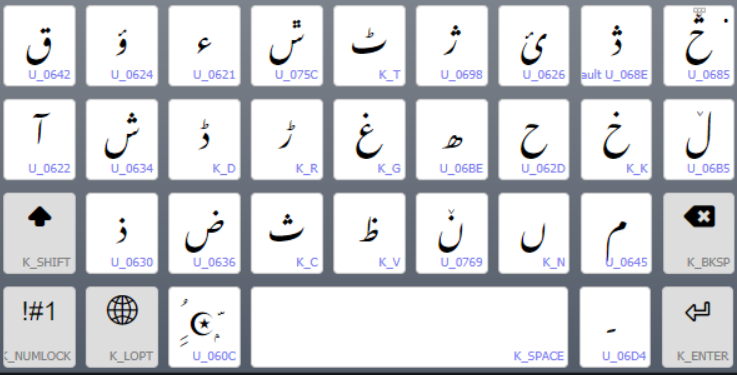 ق ؤ ء ݜ ٹ ژ ئ ڎ څ
U_0642 U_0624 U_0621 U_075C K_T U_0698 U_0626 ault U_068E U_0685
آ ش ڈ ڑ غ ھ ح خ ڵ
U_0622 U_0634 K_D K_R K_G U_06BE U_062D K_K U_06B5
ذ ض ث ظ ݩ ں م
K_SHIFT U_0630 U_0636 K_C K_V U_0769 K_N U_0645 K_BKSP
!#1 ۔
K_NUMLOCK K_LOPT U_060C K_SPACE U_06D4 K_ENTER